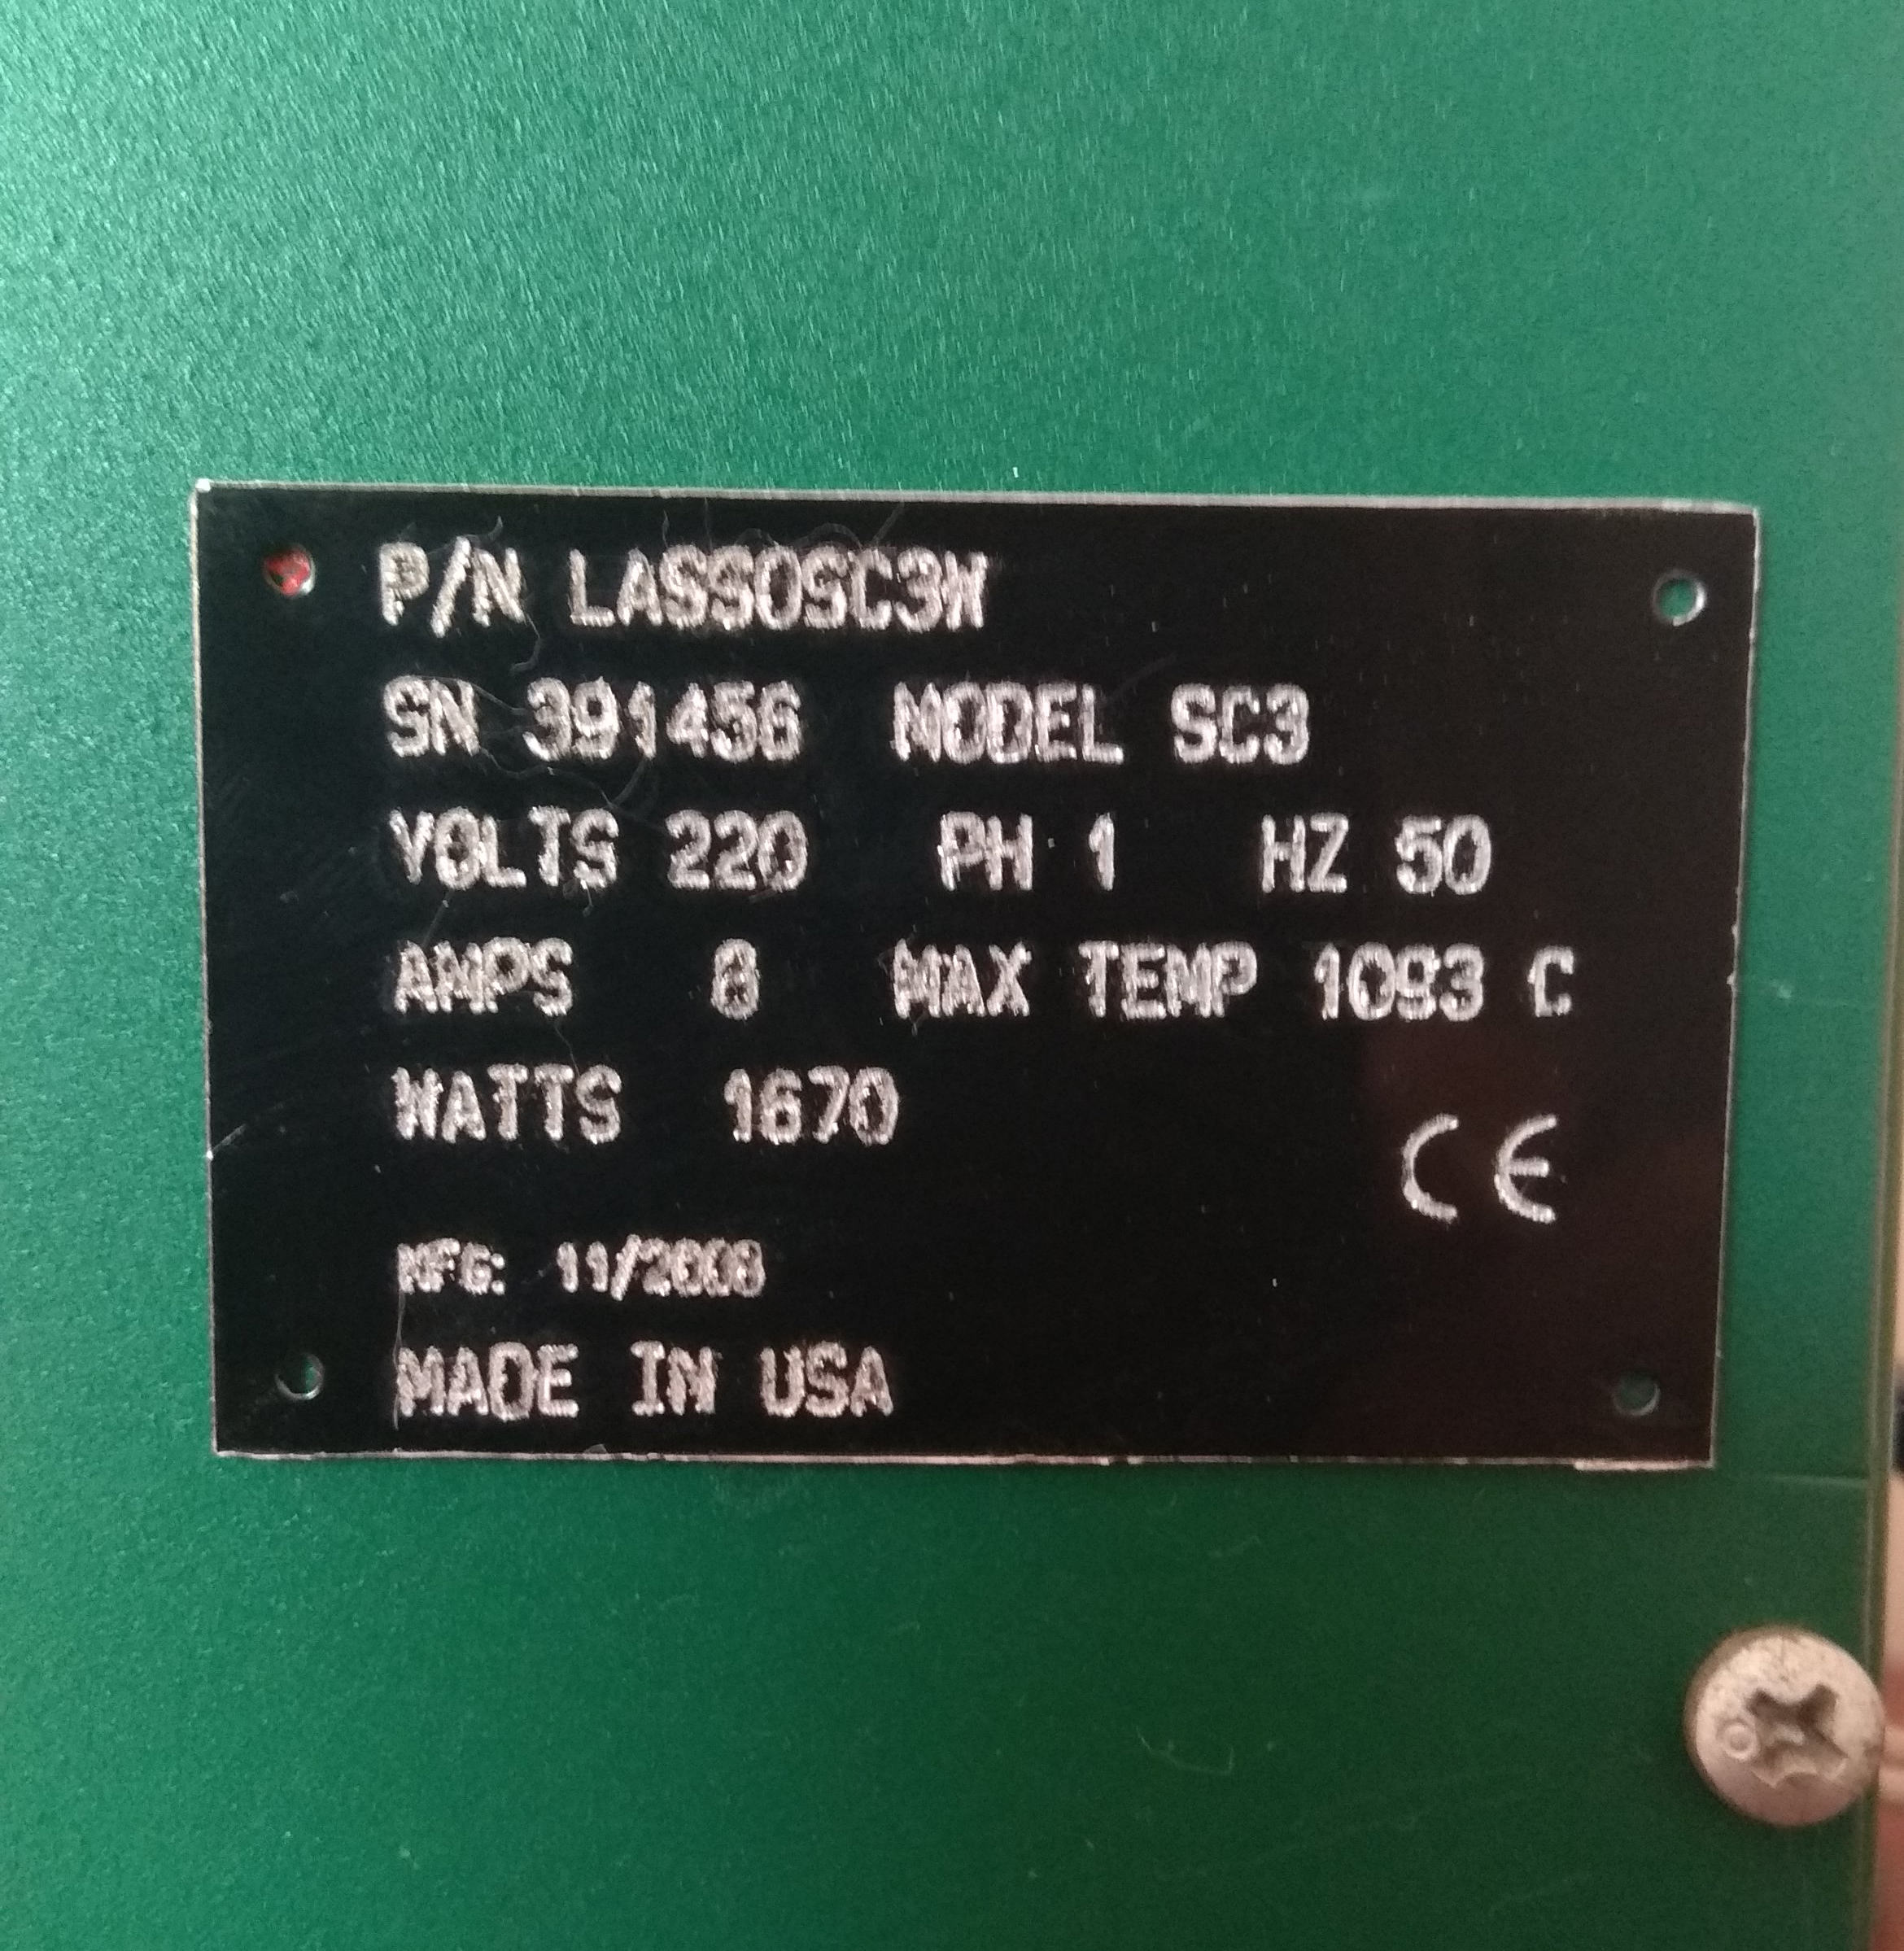 P/N LASSOSC3W
SN 391456 MODEL SC3
VOLTS 220 PH 1 HZ 50
AMPS 8 MAX TEMP 1093 C
WATTS 1670
CE
MFG: 11/2008
MADE IN USA